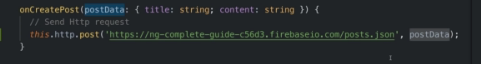 onCreatePost(postData: { title: string; content: string }) {
// Send Http request
this.http.post('https://ng-complete-guide-c56d3.firebaseio.com/posts.json', postData);
}